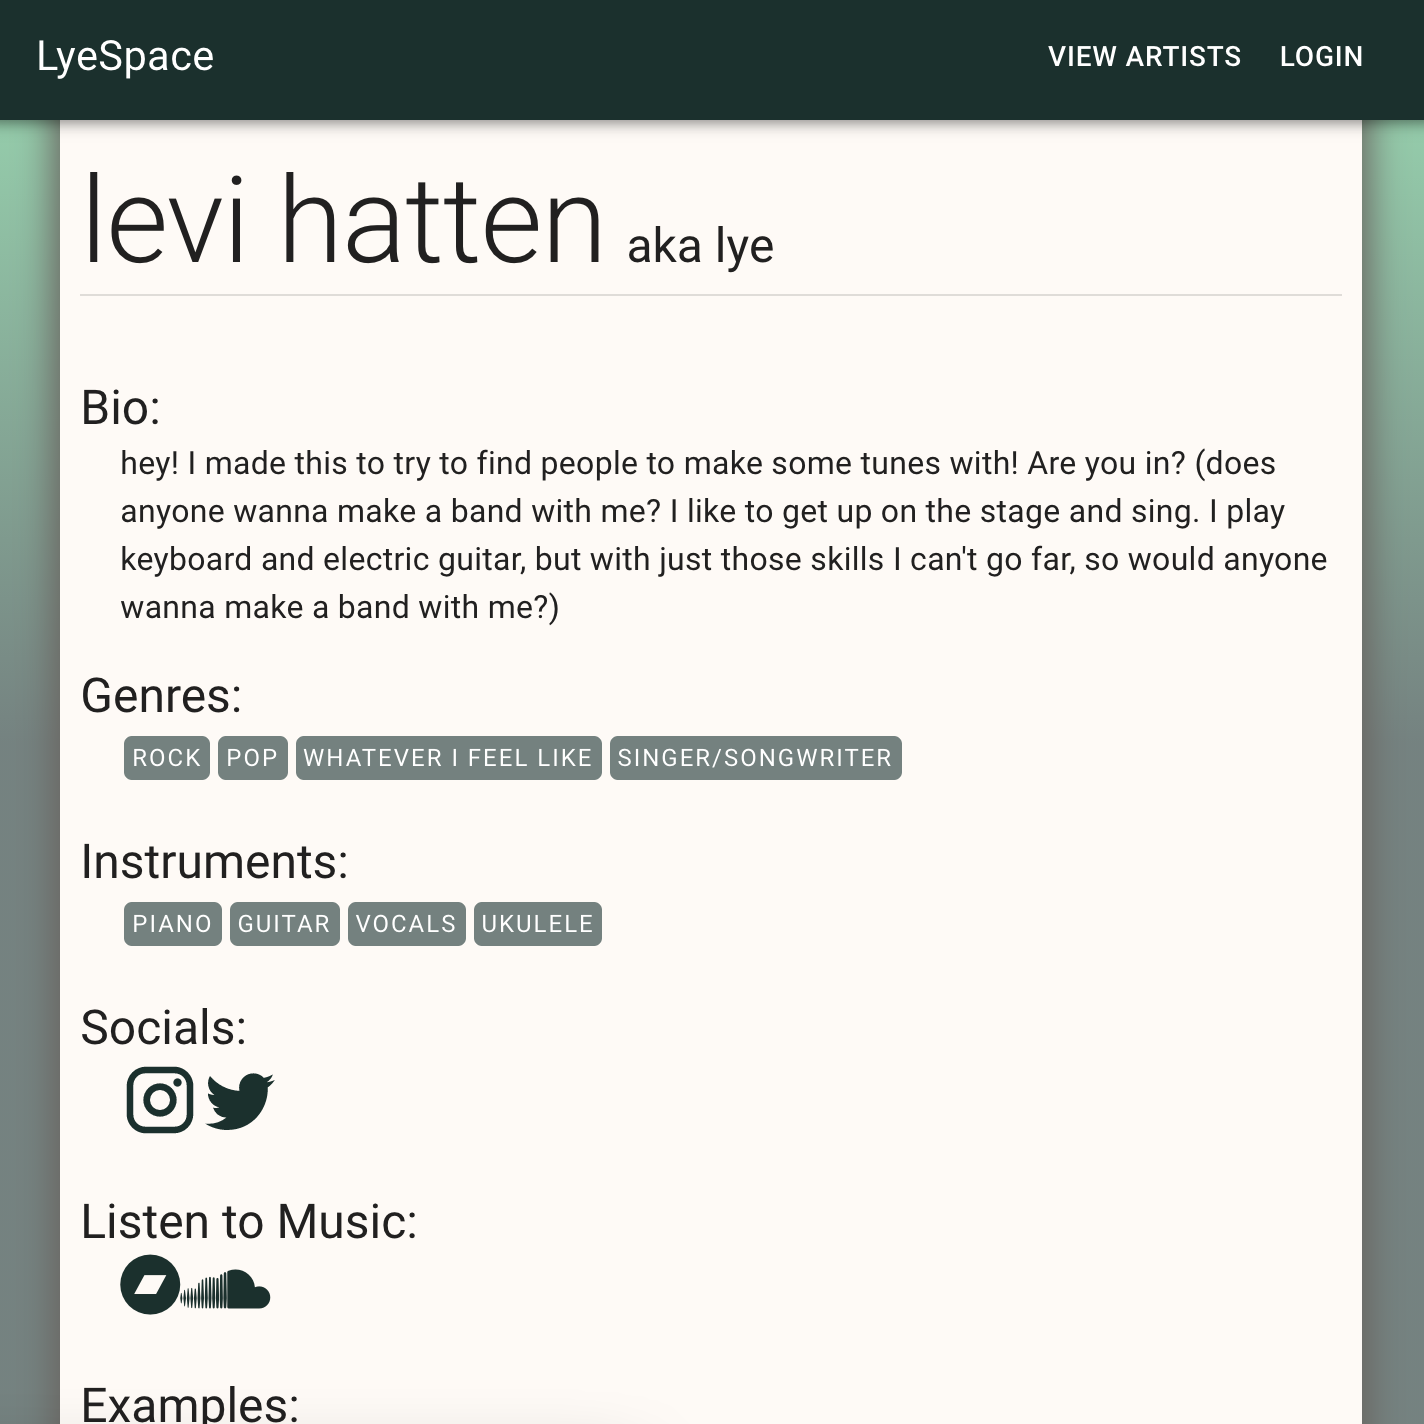 LyeSpace
VIEW ARTISTS LOGIN
levi hatten aka lye
Bio:
hey! I made this to try to find people to make some tunes with! Are you in? (does
anyone wanna make a band with me? I like to get up on the stage and sing. I play
keyboard and electric guitar, but with just those skills I can't go far, so would anyone
wanna make a band with me?)
Genres:
ROCK POP WHATEVER I FEEL LIKE SINGER/SONGWRITER
Instruments:
PIANO GUITAR VOCALS UKULELE
Socials:
Listen to Music:
Examples: